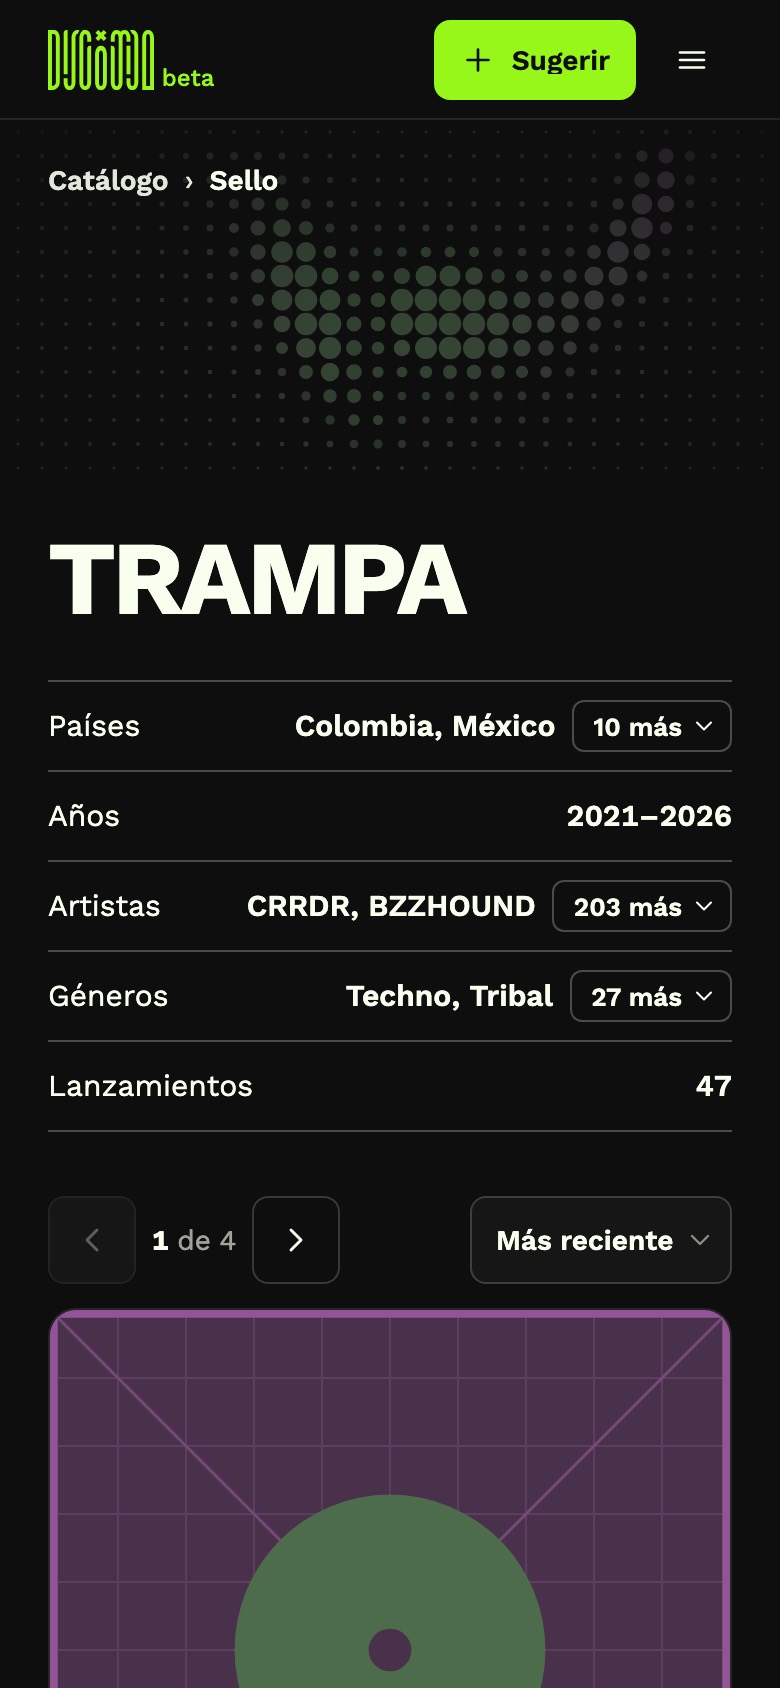 beta
Sugerir
Catálogo › Sello
TRAMPA
Países Colombia, México 10 más
Años 2021–2026
Artistas CRRDR, BZZHOUND 203 más
Géneros Techno, Tribal 27 más
Lanzamientos 47
1 de 4 Más reciente